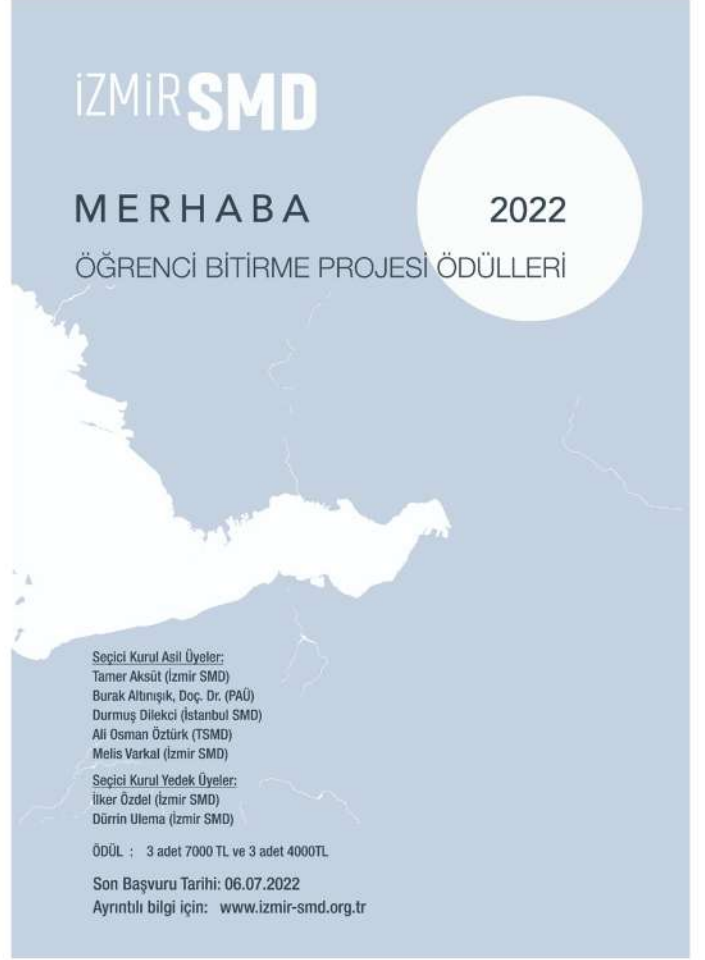 İZMİR SMD
MERHABA 2022
ÖĞRENCİ BİTİRME PROJESİ ÖDÜLLERİ
Seçici Kurul Asil Üyeler:
Tamer Aksüt (İzmir SMD)
Burak Altınışık, Doç. Dr. (PAÜ)
Durmuş Dilekci (İstanbul SMD)
Ali Osman Öztürk (TSMD)
Melis Varkal (İzmir SMD)
Seçici Kurul Yedek Üyeler:
İlker Özdel (İzmir SMD)
Dürrin Ulema (İzmir SMD)
ÖDÜL : 3 adet 7000 TL ve 3 adet 4000TL
Son Başvuru Tarihi: 06.07.2022
Ayrıntılı bilgi için: www.izmir-smd.org.tr